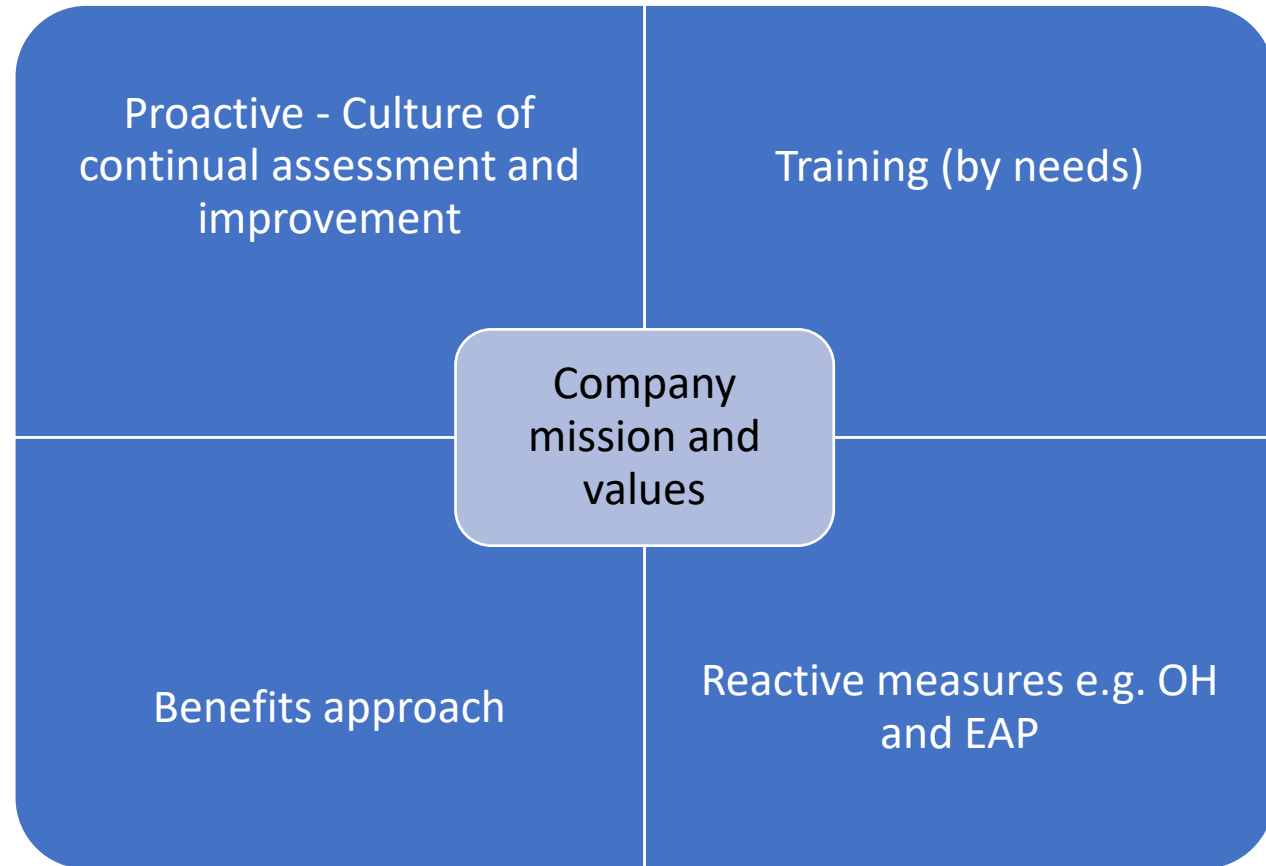 Proactive - Culture of
continual assessment and
improvement
Training (by needs)
Company
mission and
values
Benefits approach
Reactive measures e.g. OH
and EAP